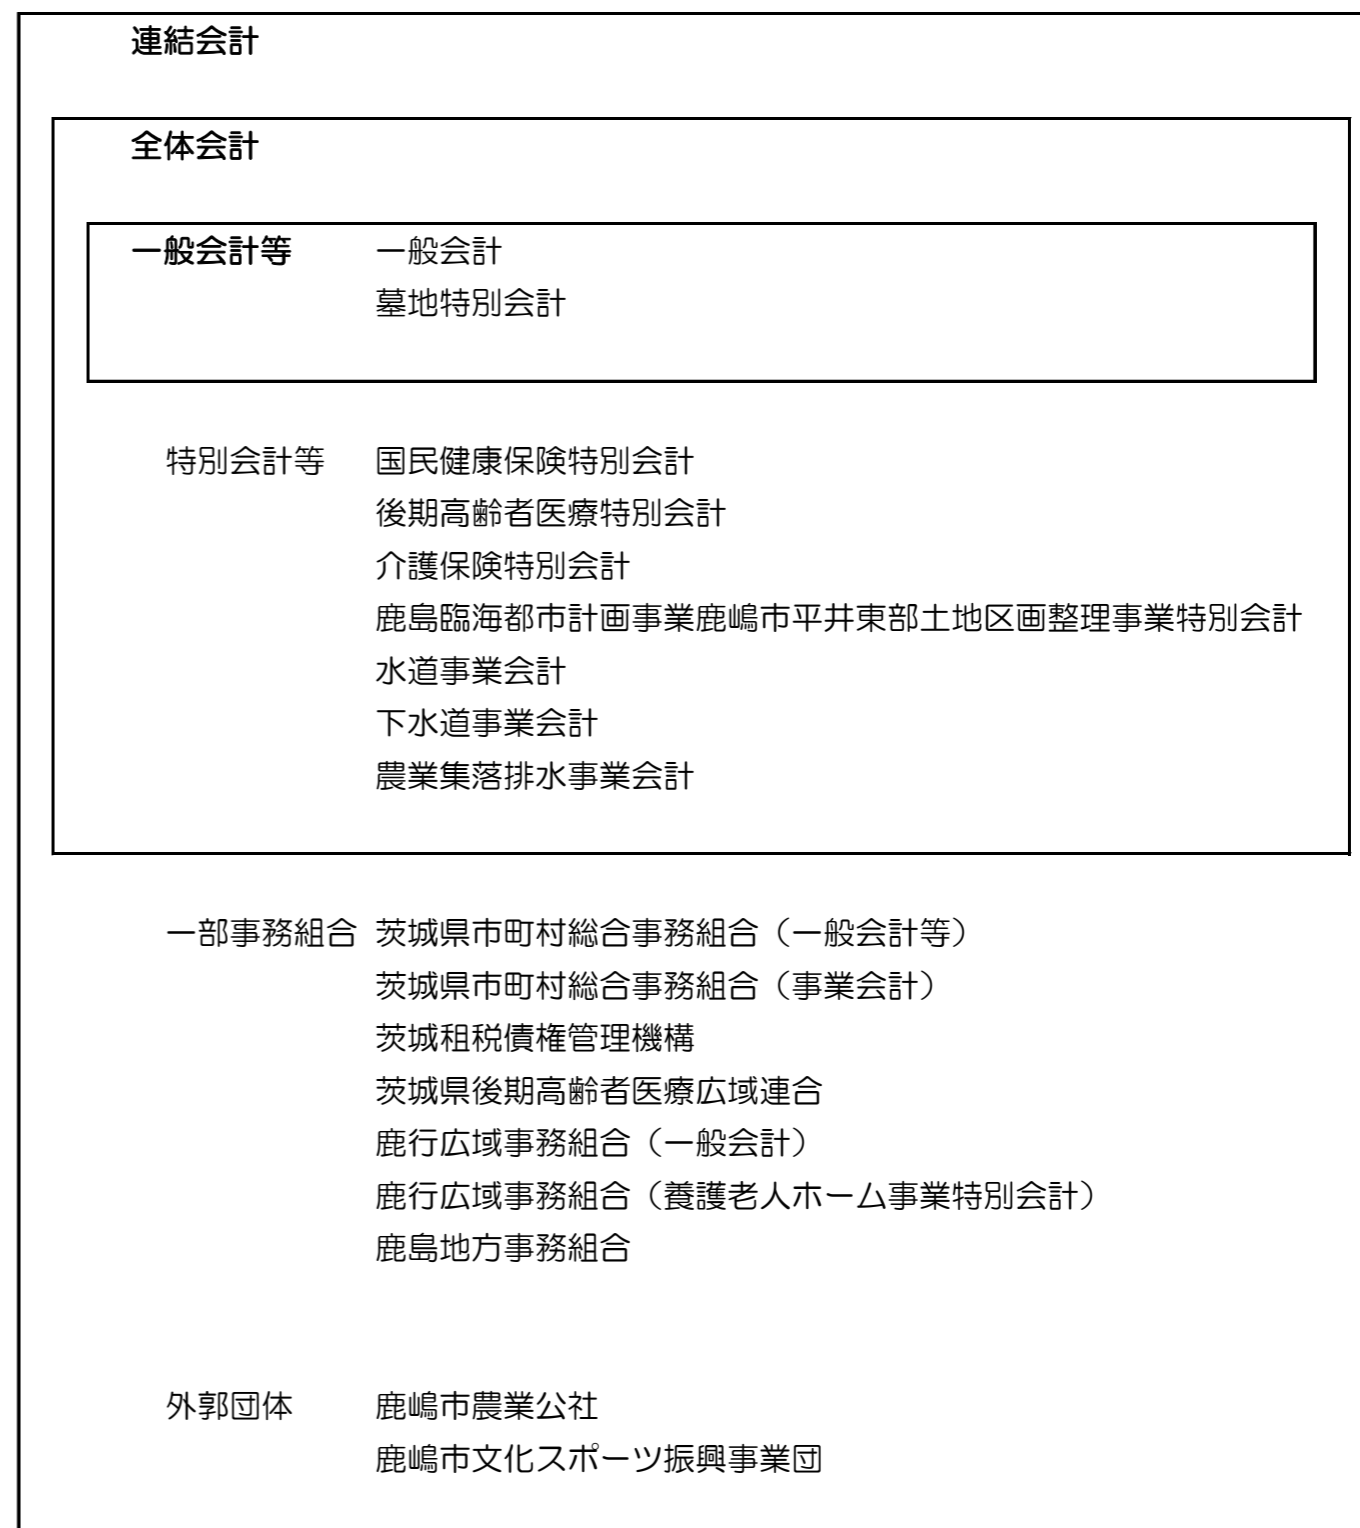 連結会計
全体会計
一般会計等 一般会計
墓地特別会計
特別会計等 国民健康保険特別会計
後期高齢者医療特別会計
介護保険特別会計
鹿島臨海都市計画事業鹿嶋市平井東部土地区画整理事業特別会計
水道事業会計
下水道事業会計
農業集落排水事業会計
一部事務組合 茨城県市町村総合事務組合（一般会計等）
茨城県市町村総合事務組合（事業会計）
茨城租税債権管理機構
茨城県後期高齢者医療広域連合
鹿行広域事務組合（一般会計）
鹿行広域事務組合（養護老人ホーム事業特別会計）
鹿島地方事務組合
外郭団体 鹿嶋市農業公社
鹿嶋市文化スポーツ振興事業団